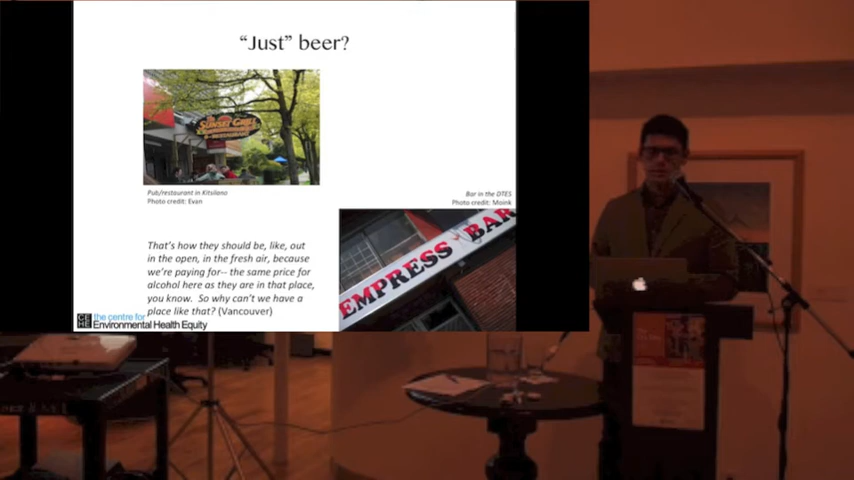 “Just” beer?
SUNSET GRILL
Pub/restaurant in Kitsilano
Photo credit: Evan
Bar in the DTES
Photo credit: Moink
EMPRESS BAR
That’s how they should be, like, out
in the open, in the fresh air, because
we’re paying for-- the same price for
alcohol here as they are in that place,
you know. So why can’t we have a
place like that? (Vancouver)
the centre for
Environmental Health Equity